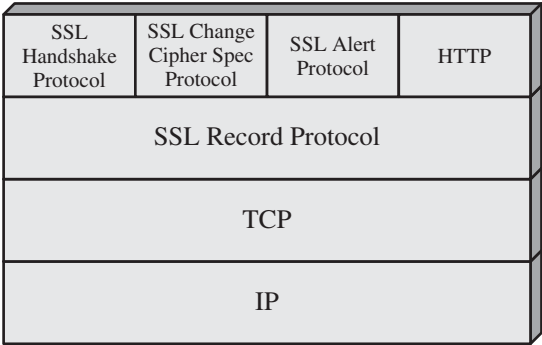 SSL
Handshake
Protocol
SSL Change
Cipher Spec
Protocol
SSL Alert
Protocol
HTTP
SSL Record Protocol
TCP
IP